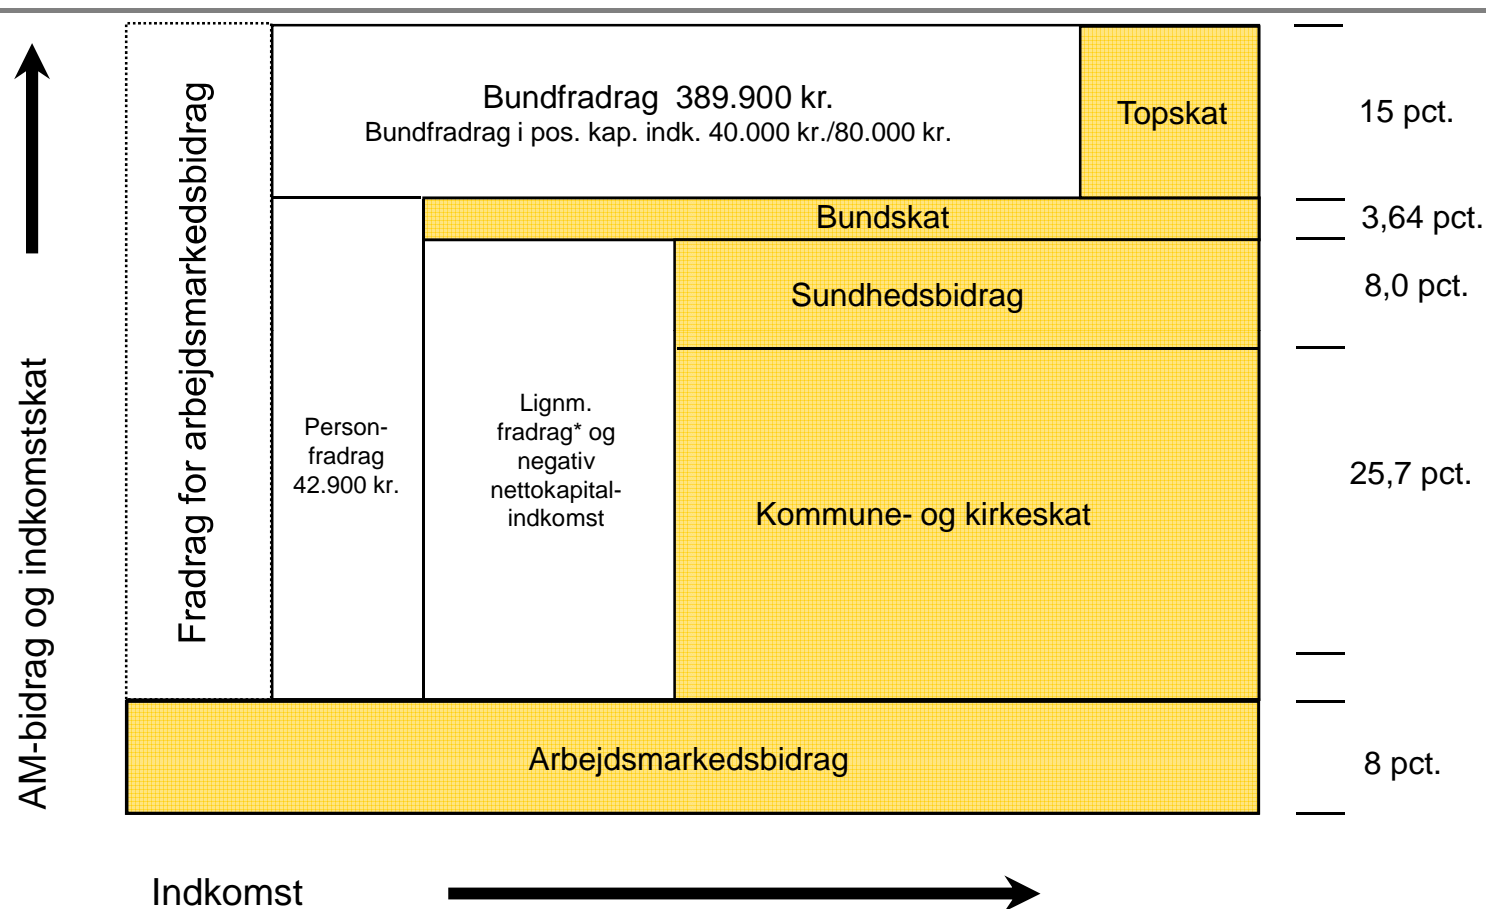 AM-bidrag og indkomstskat
Fradrag for arbejdsmarkedsbidrag
Bundfradrag 389.900 kr.
Bundfradrag i pos. kap. indk. 40.000 kr./80.000 kr.
Topskat
15 pct.
Bundskat
3,64 pct.
Sundhedsbidrag
8,0 pct.
Person-
fradrag
42.900 kr.
Lignm.
fradrag* og
negativ
nettokapital-
indkomst
Kommune- og kirkeskat
25,7 pct.
Arbejdsmarkedsbidrag
8 pct.
Indkomst